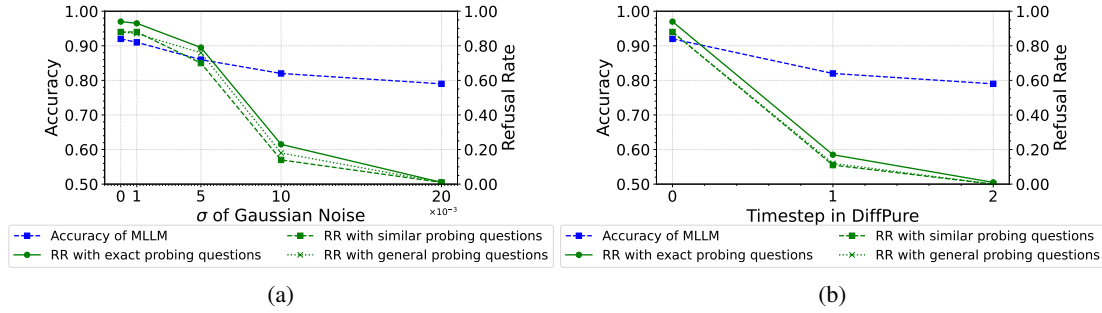 1.00
0.90
0.80
0.70
0.60
0.50
Accuracy
1.00
0.80
0.60
0.40
0.20
0.00
Refusal Rate
0 1 5 10 20
×10⁻³
σ of Gaussian Noise
Accuracy of MLLM
RR with exact probing questions
RR with similar probing questions
RR with general probing questions
(a)
1.00
0.90
0.80
0.70
0.60
0.50
Accuracy
1.00
0.80
0.60
0.40
0.20
0.00
Refusal Rate
0 1 2
Timestep in DiffPure
Accuracy of MLLM
RR with exact probing questions
RR with similar probing questions
RR with general probing questions
(b)